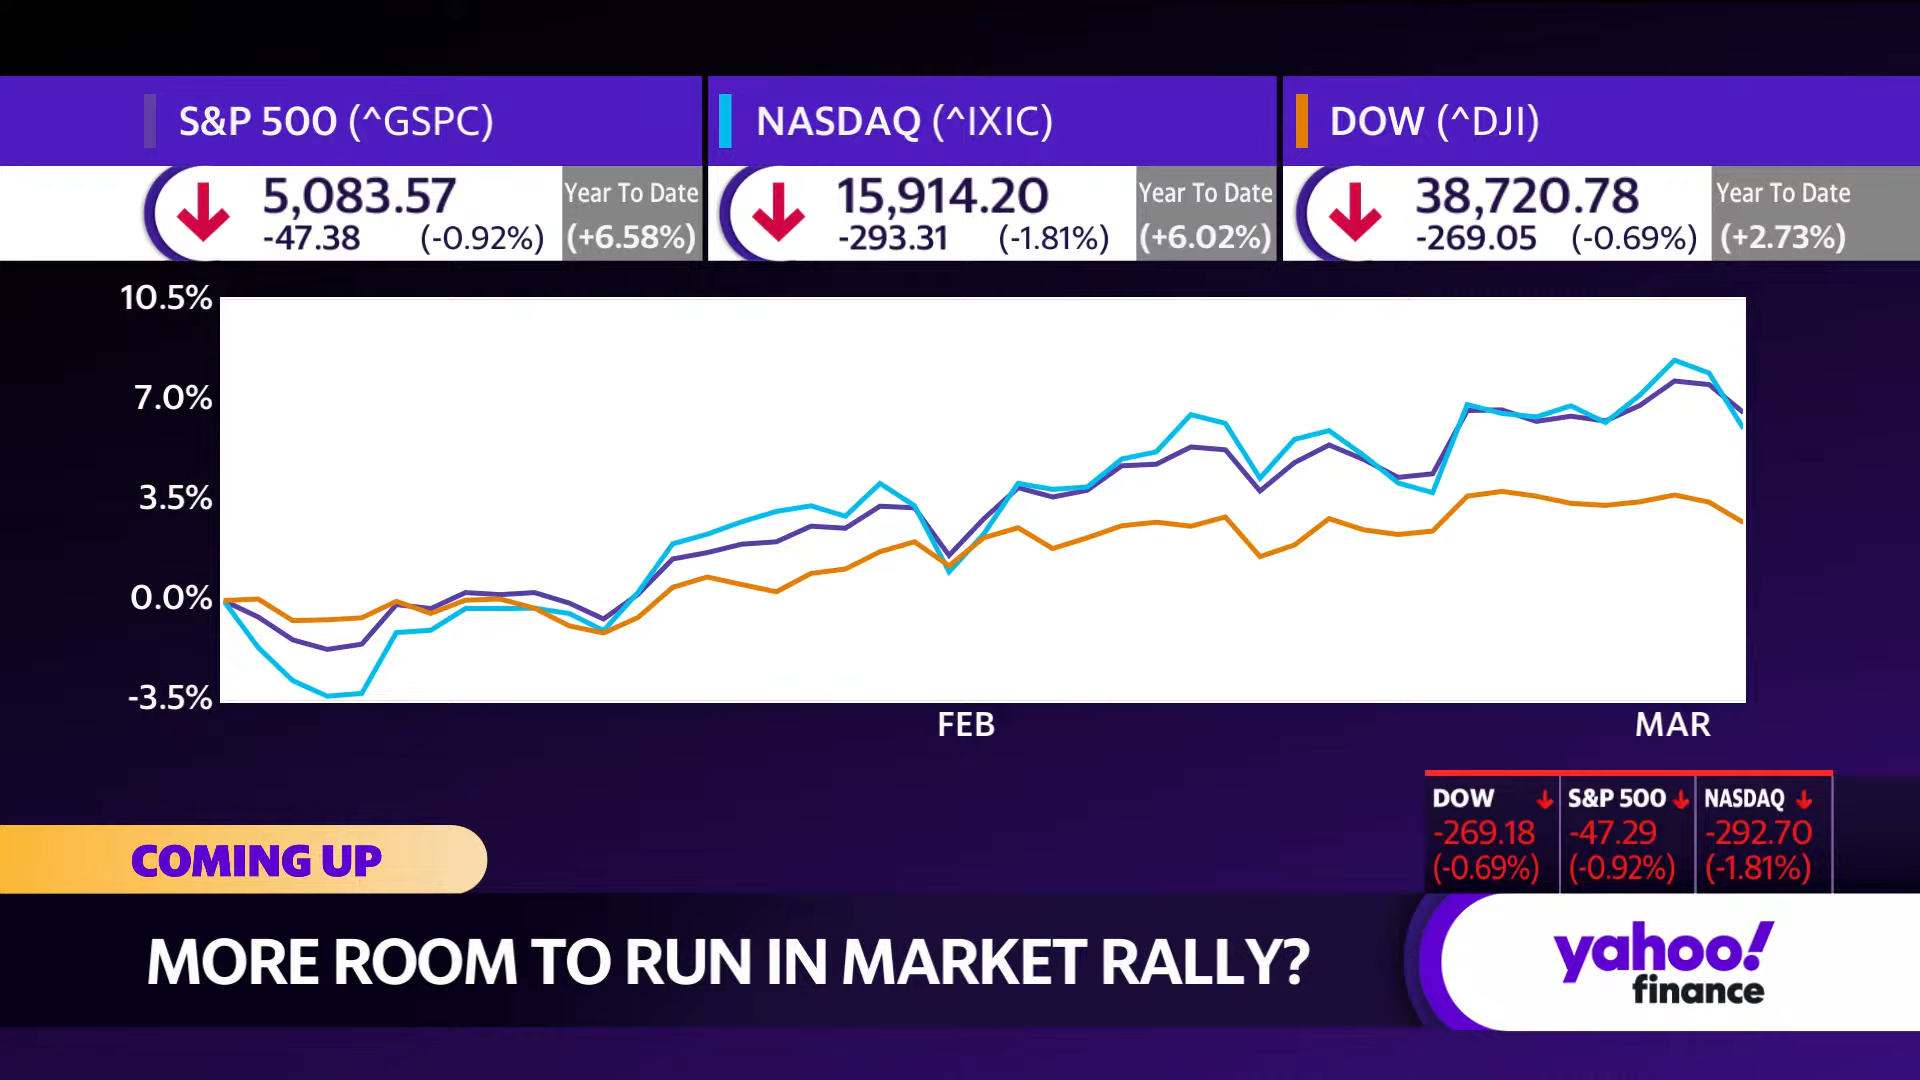 S&P 500 (^GSPC)
5,083.57
-47.38 (-0.92%)
Year To Date
(+6.58%)
NASDAQ (^IXIC)
15,914.20
-293.31 (-1.81%)
Year To Date
(+6.02%)
DOW (^DJI)
38,720.78
-269.05 (-0.69%)
Year To Date
(+2.73%)
10.5%
7.0%
3.5%
0.0%
-3.5%
FEB
MAR
DOW
-269.18
(-0.69%)
S&P 500
-47.29
(-0.92%)
NASDAQ
-292.70
(-1.81%)
COMING UP
MORE ROOM TO RUN IN MARKET RALLY?
yahoo!
finance